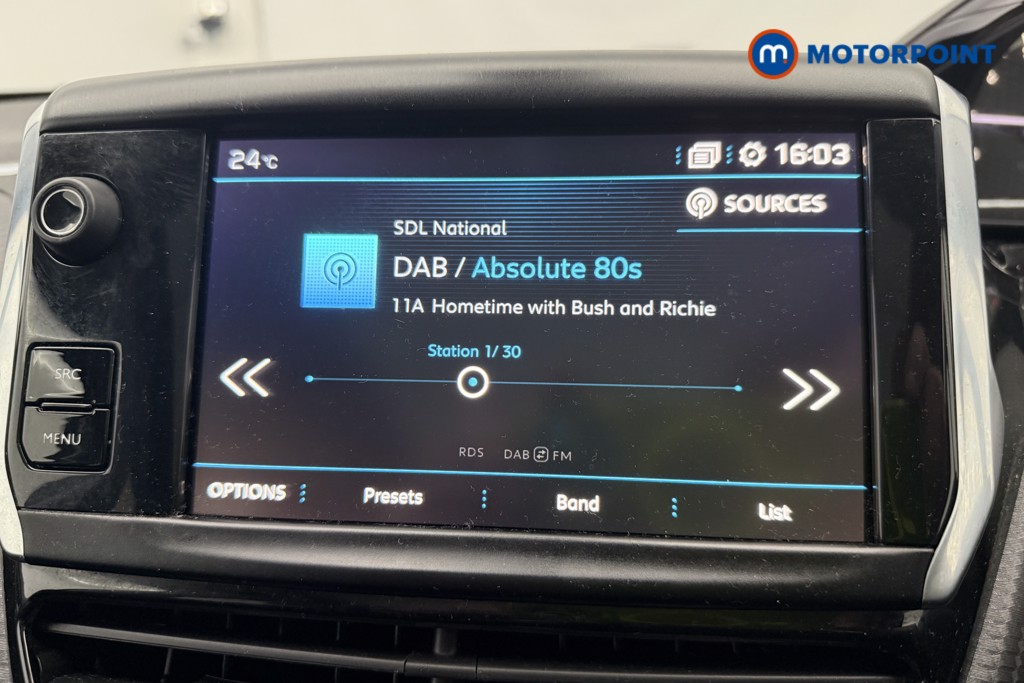 m. MOTORPOINT
24°C 16:03
SOURCES
SDL National
DAB / Absolute 80s
11A Hometime with Bush and Richie
Station 1/30
SRC
MENU
RDS DAB FM
OPTIONS Presets Band List